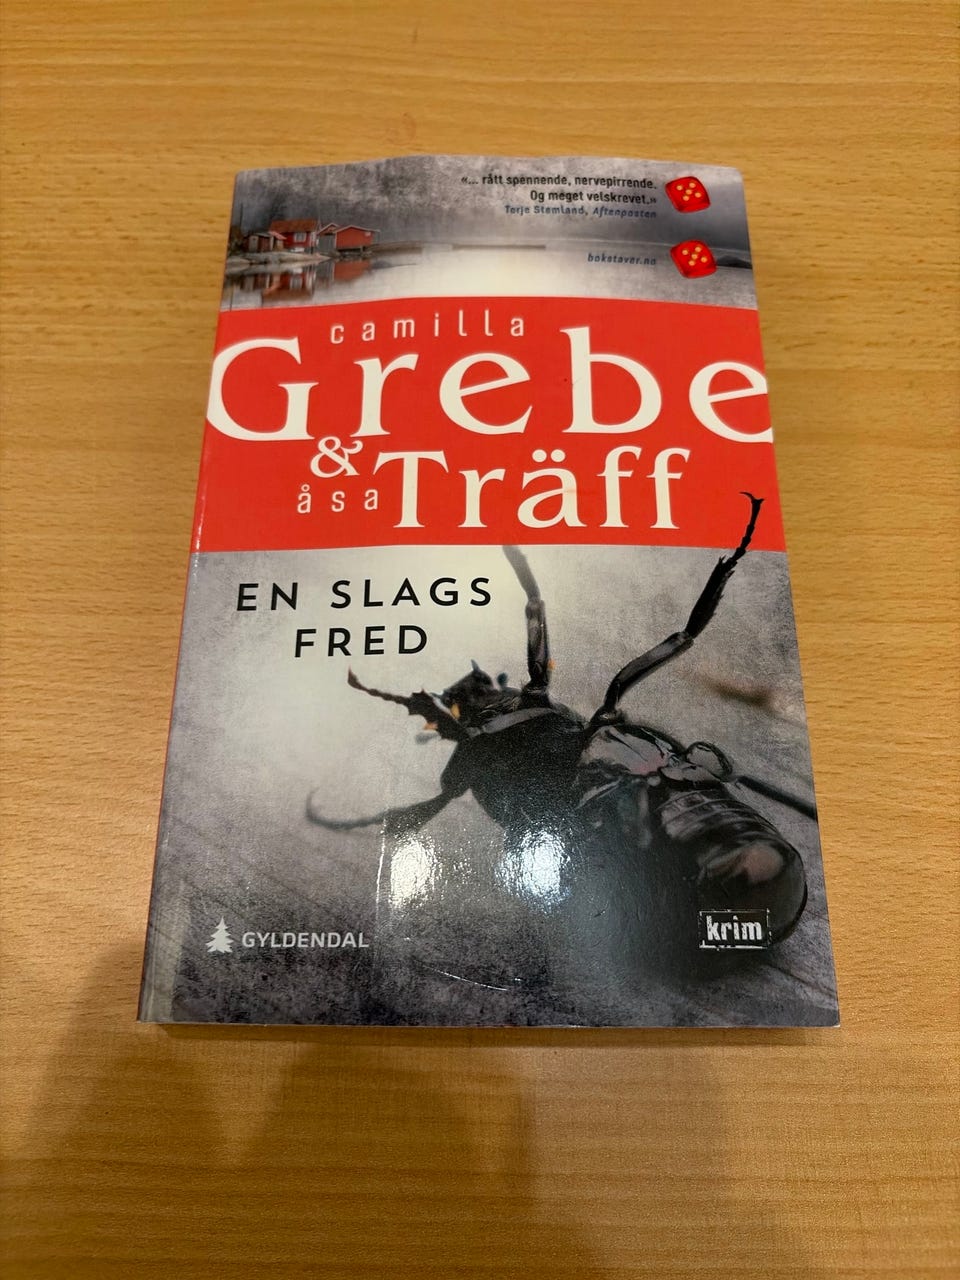 «... rått spennende, nervepirrende.
Og meget velskrevet.»
Terje Stemland, Aftenposten
bokstaver.no
camilla
Grebe
&
åsa Träff
EN SLAGS
FRED
GYLDENDAL
krim